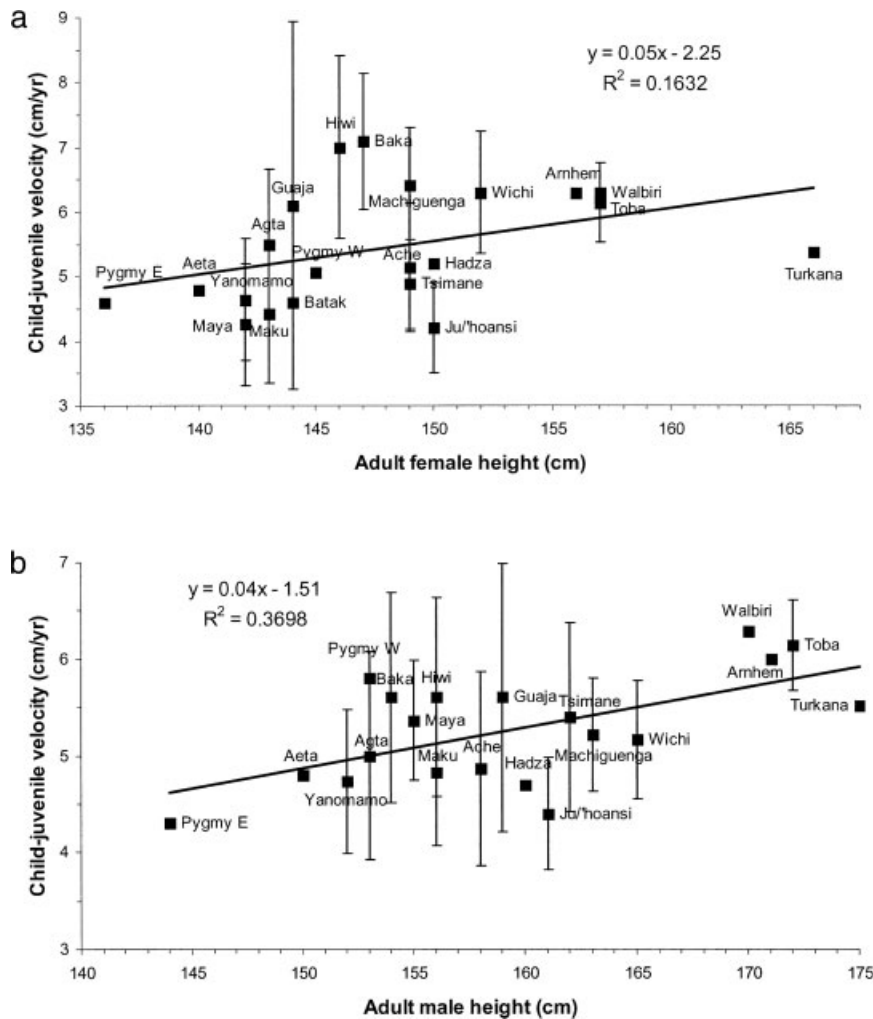 a
y = 0.05x - 2.25
R² = 0.1632
Child-juvenile velocity (cm/yr)
9
8
7
6
5
4
3
Hiwi
Baka
Guaja
Machiguenga
Wichi
Arnhem
Walbiri
Toba
Agta
Pygmy W
Ache
Hadza
Tsimane
Turkana
Pygmy E
Aeta
Yanomamo
Batak
Maya
Maku
Ju/'hoansi
135 140 145 150 155 160 165
Adult female height (cm)
b
y = 0.04x - 1.51
R² = 0.3698
Child-juvenile velocity (cm/yr)
7
6
5
4
3
Walbiri
Toba
Arnhem
Turkana
Pygmy W
Baka
Hiwi
Maya
Guaja
Tsimane
Agta
Aeta
Maku
Ache
Machiguenga
Wichi
Yanomamo
Hadza
Ju/'hoansi
Pygmy E
140 145 150 155 160 165 170 175
Adult male height (cm)